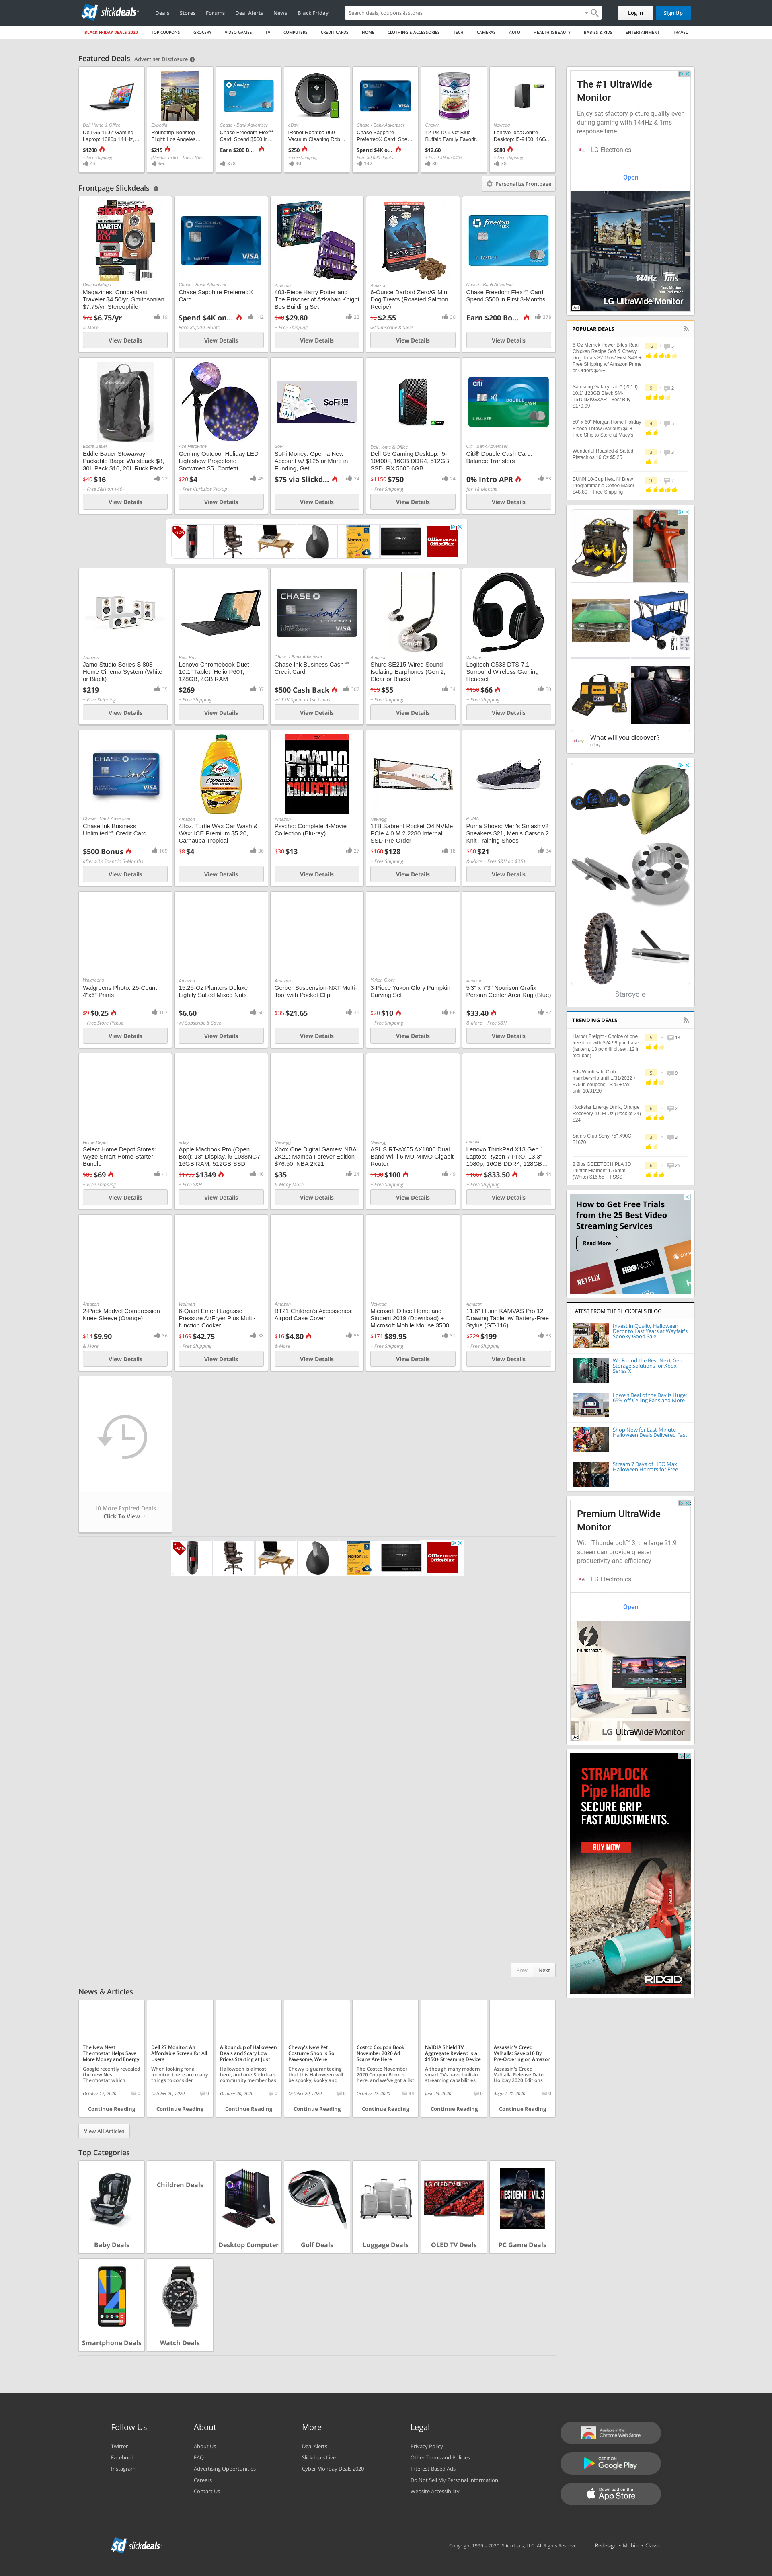 slickdeals
Deals
Stores
Forums
Deal Alerts
News
Black Friday
Search deals, coupons & stores
Log In
Sign Up
BLACK FRIDAY DEALS 2020
TOP COUPONS
GROCERY
VIDEO GAMES
TV
COMPUTERS
CREDIT CARDS
HOME
CLOTHING & ACCESSORIES
TECH
CAMERAS
AUTO
HEALTH & BEAUTY
BABIES & KIDS
ENTERTAINMENT
TRAVEL
Featured Deals Advertiser Disclosure
Dell Home & Office
Dell G5 15.6" Gaming
Laptop: 1080p 144Hz,...
$1200
+ Free Shipping
Expedia
Roundtrip Nonstop
Flight: Los Angeles...
$215
66
Chase - Bank Advertiser
Chase Freedom Flex℠
Card: Spend $500 in...
Earn $200 B...
378
eBay
iRobot Roomba 960
Vacuum Cleaning Rob...
$250
+ Free Shipping
40
Chase - Bank Advertiser
Chase Sapphire
Preferred® Card: Spe...
Spend $4K o...
Earn 80,000 Points
142
Chewy
12-Pk 12.5-Oz Blue
Buffalo Family Favorit...
$12.60
+ Free S&H on $49+
Newegg
Lenovo IdeaCentre
Desktop: i5-9400, 16G...
$680
+ Free Shipping
Frontpage Slickdeals
Personalize Frontpage
DiscountMags
Magazines: Conde Nast
Traveler $4.50/yr, Smithsonian
$7.75/yr, Stereophile
$72 $6.75/yr
& More
View Details
Chase - Bank Advertiser
Chase Sapphire Preferred®
Card
Spend $4K on...
142
Earn 80,000 Points
View Details
Amazon
403-Piece Harry Potter and
The Prisoner of Azkaban Knight
Bus Building Set
$40 $29.80
22
+ Free Shipping
View Details
Amazon
6-Ounce Darford Zero/G Mini
Dog Treats (Roasted Salmon
Recipe)
$3 $2.55
w/ Subscribe & Save
View Details
Chase - Bank Advertiser
Chase Freedom Flex℠ Card:
Spend $500 in First 3-Months
Earn $200 Bo...
378
View Details
Eddie Bauer
Eddie Bauer Stowaway
Packable Bags: Waistpack $8,
30L Pack $16, 20L Ruck Pack
$40 $16
27
+ Free S&H on $49+
View Details
Ace Hardware
Gemmy Outdoor Holiday LED
Lightshow Projectors:
Snowmen $5, Confetti
$20 $4
45
+ Free Curbside Pickup
View Details
SoFi
SoFi Money: Open a New
Account w/ $125 or More in
Funding, Get
$75 via Slickd...
74
View Details
Dell Home & Office
Dell G5 Gaming Desktop: i5-
10400F, 16GB DDR4, 512GB
SSD, RX 5600 6GB
$1150 $750
24
+ Free Shipping
View Details
Citi - Bank Advertiser
Citi® Double Cash Card:
Balance Transfers
0% Intro APR
83
for 18 Months
View Details
Office DEPOT OfficeMax
Amazon
Jamo Studio Series S 803
Home Cinema System (White
or Black)
$219
+ Free Shipping
View Details
Best Buy
Lenovo Chromebook Duet
10.1" Tablet: Helio P60T,
128GB, 4GB RAM
$269
37
+ Free Shipping
View Details
Chase - Bank Advertiser
Chase Ink Business Cash℠
Credit Card
$500 Cash Back
307
w/ $3K Spent in 1st 3-mos
View Details
Amazon
Shure SE215 Wired Sound
Isolating Earphones (Gen 2,
Clear or Black)
$99 $55
34
+ Free Shipping
View Details
Walmart
Logitech G533 DTS 7.1
Surround Wireless Gaming
Headset
$150 $66
+ Free Shipping
View Details
Chase - Bank Advertiser
Chase Ink Business
Unlimited℠ Credit Card
$500 Bonus
169
after $3K Spent in 3-Months
View Details
Amazon
48oz. Turtle Wax Car Wash &
Wax: ICE Premium $5.20,
Carnauba Tropical
$8 $4
36
View Details
PSYCHO
COMPLETE 4-MOVIE
COLLECTION
Amazon
Psycho: Complete 4-Movie
Collection (Blu-ray)
$30 $13
27
View Details
Newegg
1TB Sabrent Rocket Q4 NVMe
PCIe 4.0 M.2 2280 Internal
SSD Pre-Order
$160 $128
18
+ Free Shipping
View Details
PUMA
Puma Shoes: Men's Smash v2
Sneakers $21, Men's Carson 2
Knit Training Shoes
$60 $21
34
& More + Free S&H on $35+
View Details
Walgreens
Walgreens Photo: 25-Count
4"x6" Prints
$9 $0.25
107
+ Free Store Pickup
View Details
Amazon
15.25-Oz Planters Deluxe
Lightly Salted Mixed Nuts
$6.60
w/ Subscribe & Save
View Details
Amazon
Gerber Suspension-NXT Multi-
Tool with Pocket Clip
$35 $21.65
View Details
Yukon Glory
3-Piece Yukon Glory Pumpkin
Carving Set
$20 $10
66
+ Free Shipping
View Details
Amazon
5'3" x 7'3" Nourison Grafix
Persian Center Area Rug (Blue)
$33.40
& More + Free S&H
View Details
Home Depot
Select Home Depot Stores:
Wyze Smart Home Starter
Bundle
$80 $69
+ Free Shipping
View Details
eBay
Apple Macbook Pro (Open
Box): 13" Display, i5-1038NG7,
16GB RAM, 512GB SSD
$1799 $1349
+ Free S&H
View Details
Newegg
Xbox One Digital Games: NBA
2K21: Mamba Forever Edition
$76.50, NBA 2K21
$35
24
& Many More
View Details
Newegg
ASUS RT-AX55 AX1800 Dual
Band WiFi 6 MU-MIMO Gigabit
Router
$130 $100
+ Free Shipping
View Details
Lenovo
Lenovo ThinkPad X13 Gen 1
Laptop: Ryzen 7 PRO, 13.3"
1080p, 16GB DDR4, 128GB...
$1667 $833.50
44
+ Free Shipping
View Details
Amazon
2-Pack Modvel Compression
Knee Sleeve (Orange)
$14 $9.90
& More
View Details
Walmart
6-Quart Emeril Lagasse
Pressure AirFryer Plus Multi-
function Cooker
$169 $42.75
+ Free Shipping
View Details
Amazon
BT21 Children's Accessories:
Airpod Case Cover
$16 $4.80
& More
View Details
Newegg
Microsoft Office Home and
Student 2019 (Download) +
Microsoft Mobile Mouse 3500
$171 $89.95
+ Free Shipping
View Details
Amazon
11.6" Huion KAMVAS Pro 12
Drawing Tablet w/ Battery-Free
Stylus (GT-116)
$229 $199
+ Free Shipping
View Details
10 More Expired Deals
Click To View
Office DEPOT OfficeMax
Prev
Next
The #1 UltraWide
Monitor
Enjoy satisfactory picture quality even
during gaming with 144Hz & 1ms
response time
LG Electronics
Open
144Hz
1ms
LG UltraWide Monitor
POPULAR DEALS
6-Oz Merrick Power Bites Real
Chicken Recipe Soft & Chewy
Dog Treats $2.15 w/ First S&S +
Free Shipping w/ Amazon Prime
or Orders $25+
12
5
Samsung Galaxy Tab A (2019)
10.1" 128GB Black SM-
T510NZKGXAR - Best Buy
$179.99
9
2
50" x 60" Morgan Home Holiday
Fleece Throw (various) $6 +
Free Ship to Store at Macy's
4
5
Wonderful Roasted & Salted
Pistachios 16 Oz $5.25
3
3
BUNN 10-Cup Heat N' Brew
Programmable Coffee Maker
$48.80 + Free Shipping
16
2
What will you discover?
eBay
Starcycle
TRENDING DEALS
Harbor Freight - Choice of one
free item with $24.99 purchase
(lantern, 13 pc drill bit set, 12 in
tool bag)
5
18
BJs Wholesale Club -
membership until 1/31/2022 +
$75 in coupons - $25 + tax -
until 10/31/20
5
9
Rockstar Energy Drink, Orange
Recovery, 16 Fl Oz (Pack of 24)
$24
6
2
Sam's Club Sony 75" X90CH
$1670
3
3
2.2lbs GEEETECH PLA 3D
Printer Filament 1.75mm
(White) $16.55 + FSSS
6
26
How to Get Free Trials
from the 25 Best Video
Streaming Services
Read More
NETFLIX
HBO NOW
LATEST FROM THE SLICKDEALS BLOG
Invest in Quality Halloween
Decor to Last Years at Wayfair's
Spooky Good Sale
We Found the Best Next-Gen
Storage Solutions for Xbox
Series X
Lowe's Deal of the Day is Huge:
65% off Ceiling Fans and More
Shop Now for Last-Minute
Halloween Deals Delivered Fast
Stream 7 Days of HBO Max
Halloween Horrors for Free
Premium UltraWide
Monitor
With Thunderbolt™ 3, the large 21:9
screen can provide greater
productivity and efficiency
LG Electronics
Open
THUNDERBOLT
LG UltraWide Monitor
STRAPLOCK
Pipe Handle
SECURE GRIP.
FAST ADJUSTMENTS.
BUY NOW
RIDGID
News & Articles
The New Nest
Thermostat Helps Save
More Money and Energy
Google recently revealed
the new Nest
Thermostat which
October 17, 2020
0
Continue Reading
Dell 27 Monitor: An
Affordable Screen for All
Users
When looking for a
monitor, there are many
things to consider
October 20, 2020
0
Continue Reading
A Roundup of Halloween
Deals and Scary Low
Prices Starting at Just
Halloween is almost
here, and one Slickdeals
community member has
October 20, 2020
0
Continue Reading
Chewy's New Pet
Costume Shop Is So
Paw-some, We're
Chewy is guaranteeing
that this Halloween will
be spooky, kooky and
October 20, 2020
0
Continue Reading
Costco Coupon Book
November 2020 Ad
Scans Are Here
The Costco November
2020 Coupon Book is
here, and we've got a list
October 22, 2020
44
Continue Reading
NVIDIA Shield TV
Aggregate Review: Is a
$150+ Streaming Device
Although many modern
smart TVs have built-in
streaming capabilities,
June 23, 2020
0
Continue Reading
Assassin's Creed
Valhalla: Save $10 By
Pre-Ordering on Amazon
Assassin's Creed
Valhalla Release Date:
Holiday 2020 Editions
August 21, 2020
0
Continue Reading
View All Articles
Top Categories
Baby Deals
Children Deals
Desktop Computer
Golf Deals
Luggage Deals
OLED TV Deals
PC Game Deals
Smartphone Deals
Watch Deals
Follow Us
Twitter
Facebook
Instagram
About
About Us
FAQ
Advertising Opportunities
Careers
Contact Us
More
Deal Alerts
Slickdeals Live
Cyber Monday Deals 2020
Legal
Privacy Policy
Other Terms and Policies
Interest-Based Ads
Do Not Sell My Personal Information
Website Accessibility
Available in the
Chrome Web Store
GET IT ON
Google Play
Download on the
App Store
slickdeals
Copyright 1999 – 2020. Slickdeals, LLC. All Rights Reserved.
Redesign • Mobile • Classic